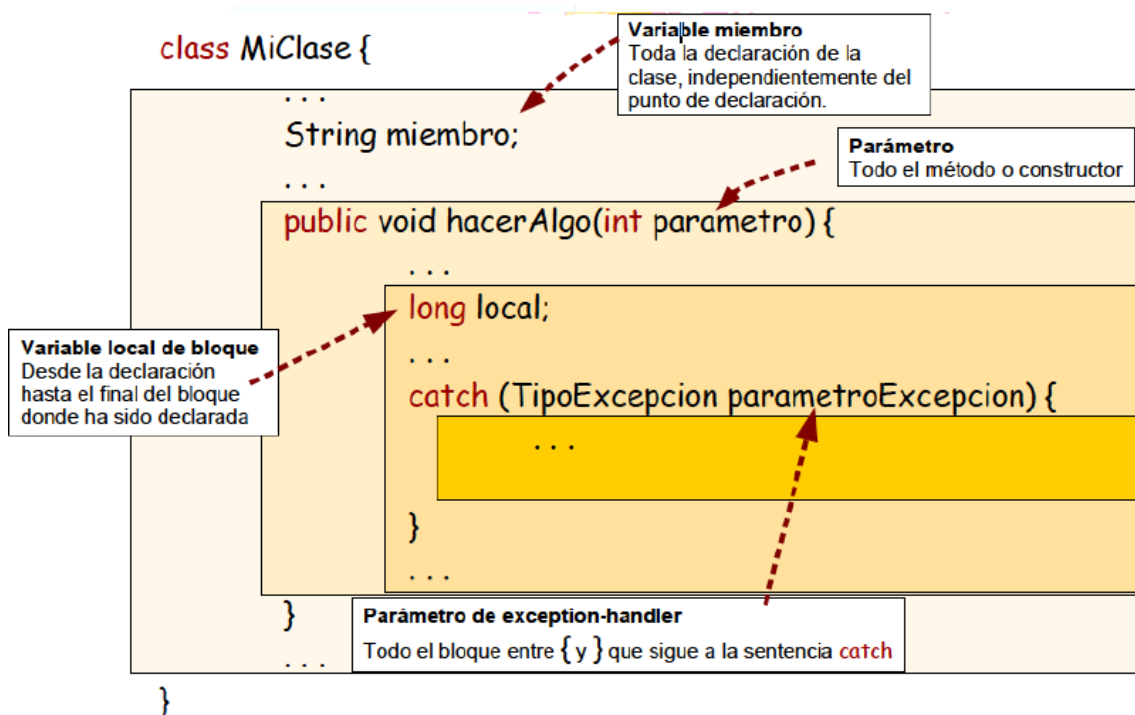 class MiClase {
Variable miembro
Toda la declaración de la
clase, independientemente del
punto de declaración.
. . .
String miembro;
. . .
Parámetro
Todo el método o constructor
public void hacerAlgo(int parametro) {
. . .
long local;
. . .
Variable local de bloque
Desde la declaración
hasta el final del bloque
donde ha sido declarada
catch (TipoExcepcion parametroExcepcion) {
. . .
}
. . .
}
Parámetro de exception-handler
Todo el bloque entre { y } que sigue a la sentencia catch
. . .
}